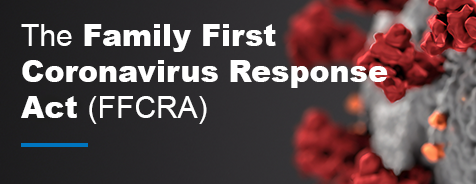 The Family First
Coronavirus Response
Act (FFCRA)